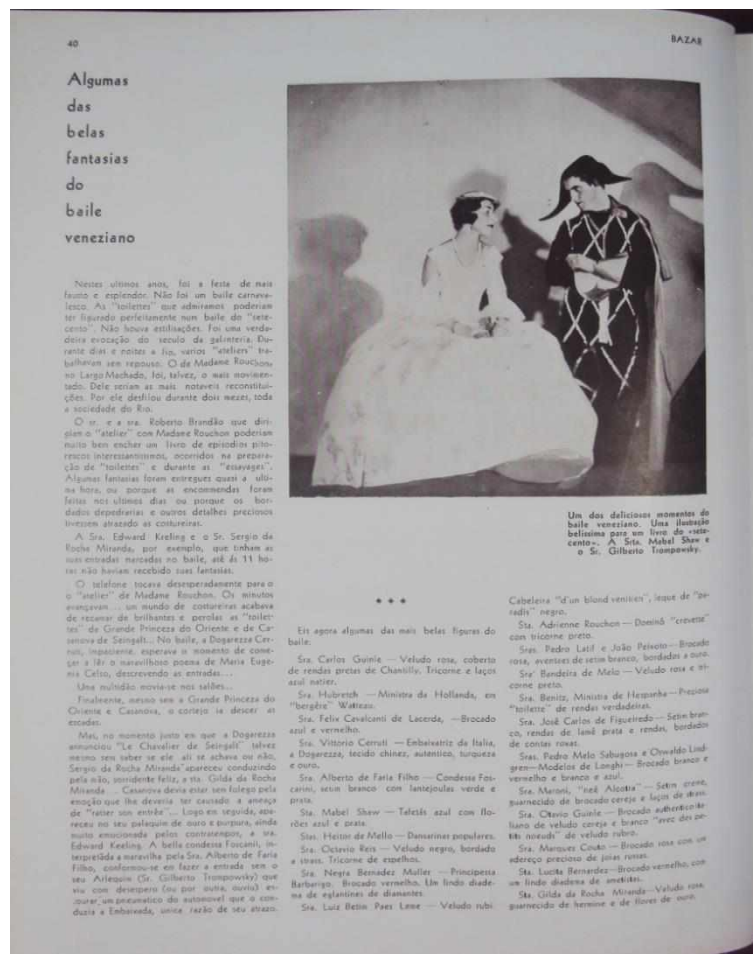 40
BAZAR
Algumas
das
belas
fantasias
do
baile
veneziano
Nestes ultimos anos, foi a festa de mais
fausto e esplendor. Não foi um baile carnava-
lesco. As "toilettes" que admiramos poderiam
ter figurado perfeitamente num baile do "sete-
cento". Não houve estilisações. Foi uma verda-
deira evocação do seculo da galanteria. Du-
rante dias e noites a fio, varios "ateliers" tra-
balhavam sem repouso. O de Madame Rouchon,
no Largo Machado, foi, talvez, o mais movimen-
tado. Dele seriam as mais notaveis reconstitui-
ções. Por ele desfilou durante dois mezes, toda
a sociedade do Rio.
O sr. e a sra. Roberto Brandão que diri-
giam o "atelier" com Madame Rouchon poderiam
muito bem encher um livro de episodios pito-
rescos interessantissimos, ocorridos na prepara-
ção de "toilettes" e durante as "essayages".
Algumas fantasias foram entregues quasi a ulti-
ma hora, ou porque as encommendas foram
feitas nos ultimos dias ou porque os bor-
dados depedrarias e outros detalhes preciosos
tivessem atrazado as costureiras.
A Sra. Edward Keeling e o Sr. Sergio da
Rocha Miranda, por exemplo, que tinham as
suas entradas marcadas no baile, até ás 11 ho-
ras não haviam recebido suas fantasias.
O telefone tocava desesperadamente para o
o "atelier" de Madame Rouchon. Os minutos
avançavam... um mundo de costureiras acabava
de recamar de brilhantes e perolas as "toilet-
tes" de Grande Princeza do Oriente e de Ca-
sanova de Seingalt... No baile, a Dogareza Cer-
ruti, impaciente, esperava o momento de come-
çar a lêr o maravilhoso poema de Maria Euge-
nia Celso, descrevendo as entradas...
Una multidão movia-se nos salões...
Finalmente, mesmo sem a Grande Princeza do
Oriente e Casanova, o cortejo ia descer as
escadas.
Mas, no momento justo em que a Dogareza
annunciou "Le Chevalier de Seingalt" talvez
mesmo sem saber se ele ali se achava ou não,
Sergio da Rocha Miranda apareceu conduzindo
pela mão, sorridente feliz, a sta. Gilda da Rocha
Miranda... Casanova devia estar sem folego pela
emoção que lhe deveria ter causado a ameaça
de "ratter son entrée"... Logo em seguida, apa-
receu no seu palaquim de ouro e purpura, ainda
muito emocionada pelos contratempos, a sra.
Edward Keeling. A bella condessa Foscarini, in-
terpretada a maravilha pela Sra. Alberto de Faria
Filho, conformou-se em fazer a entrada sem o
seu Arlequin (Sr. Gilberto Trompowsky) que
viu com desespero (ou por outra, ouviu) es-
tourar um pneumatico do automovel que o con-
duzia a Embaixada, unica razão de seu atrazo.
Um dos deliciosos momentos do
baile veneziano. Uma ilustração
belissima para um livro do «sete-
cento». A Srta. Mabel Shaw e
o Sr. Gilberto Trompowsky.
Eis agora algumas das mais belas figuras do
baile:
Sra. Carlos Guinle — Veludo rosa, coberto
de rendas pretas de Chantilly. Tricorne e laços
azul natier.
Sra. Hubretch — Ministra da Hollanda, em
"bergère" Watteau.
Sra. Felix Cavalcanti de Lacerda, — Brocado
azul e vermelho.
Sra. Vittorio Cerruti — Embaixatriz da Italia,
a Dogareza, tecido chinez, autentico, turqueza
e ouro.
Sra. Alberto de Faria Filho — Condessa Fos-
carini, setim branco com lantejoulas verde e
prata.
Sta. Mabel Shaw — Tafetás azul com flo-
rões azul e prata.
Stas. Heitor de Mello — Dansarinas populares.
Sra. Octavio Reis — Veludo negro, bordado
a strass. Tricorne de espelhos.
Sra. Negra Bernadez Muller — Principessa
Barbarigo. Brocado vermelho. Um lindo diade-
ma de eglantines de diamantes.
Sra. Luiz Betim Paes Leme — Veludo rubi.
Cabeleira "d'un blond venitien", leque de "pa-
radis" negro.
Sta. Adrienne Rouchon — Dominô "crevette"
com tricorne preto.
Sras. Pedro Latif e João Peixoto — Brocado
rosa, aventaes de setim branco, bordados a ouro.
Sra' Bandeira de Melo — Veludo rosa e tri-
corne preto.
Sra. Benitz, Ministra de Hespanha — Preciosa
"toilette" de rendas verdadeiras.
Sra. José Carlos de Figueiredo — Setim bran-
co, rendas de lamê prata e rendas, bordados
de contas roxas.
Sras. Pedro Melo Sabugosa e Oswaldo Lind-
gren — Modelos de Longhi — Brocado branco e
vermelho e branco e azul.
Sra. Maroni, "neê Alcotta" — Setim creme,
guarnecido de brocado cereja e laços de strass.
Sra. Otavio Guinle — Brocado authentico ita-
liano de veludo cereja e branco "avec des pe-
tits noeuds" de veludo rubro.
Sra. Marques Couto — Brocado rosa com um
adereço precioso de joias roxas.
Sta. Lucita Bernardez — Brocado vermelho, com
um lindo diadema de ametistas.
Sta. Gilda da Rocha Miranda — Veludo rosa,
guarnecido de hermine e de flores de ouro.